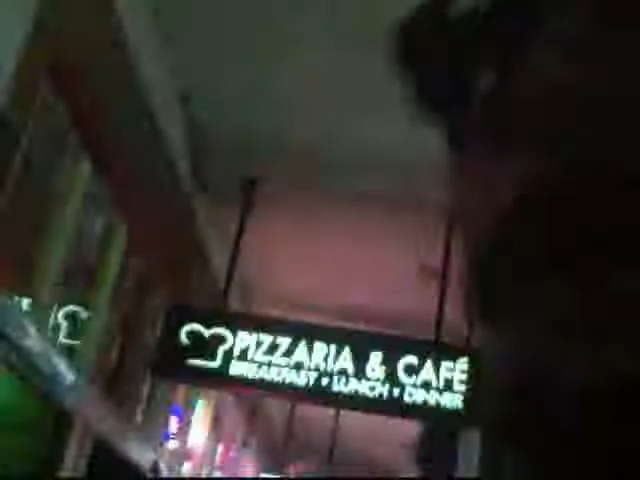 PIZZARIA & CAFÉ
BREAKFAST • LUNCH • DINNER